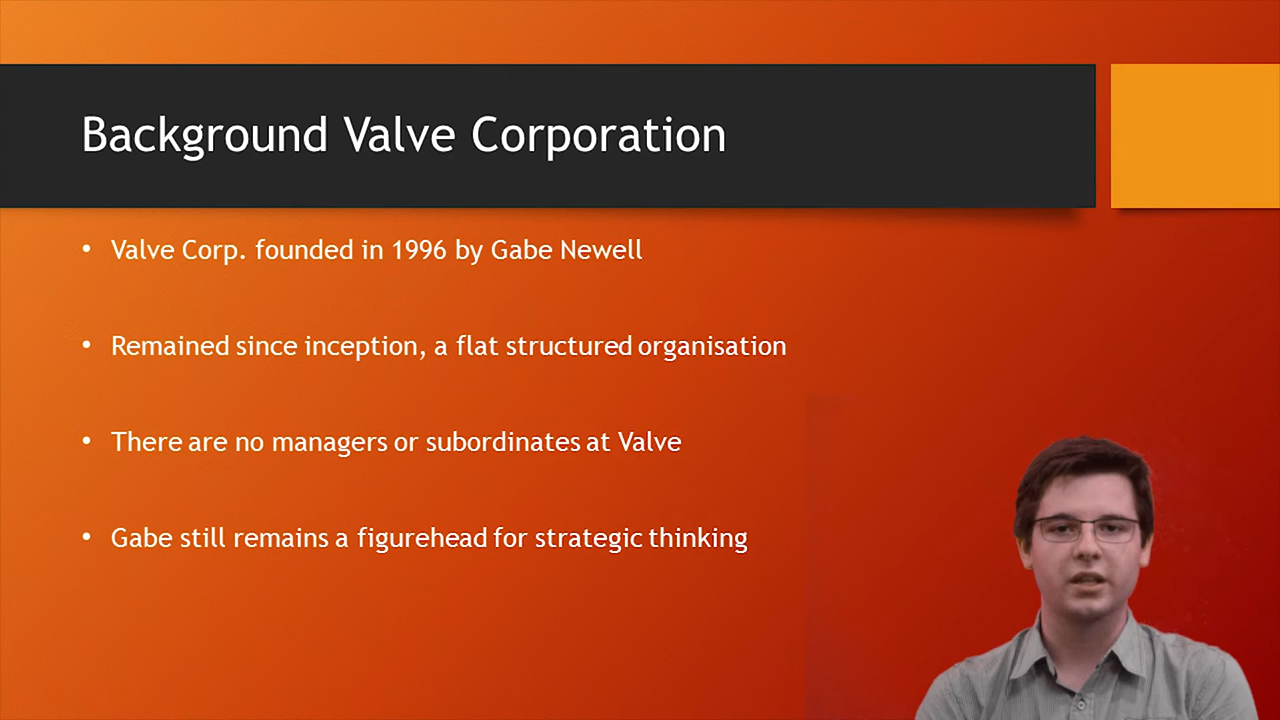 Background Valve Corporation
• Valve Corp. founded in 1996 by Gabe Newell
• Remained since inception, a flat structured organisation
• There are no managers or subordinates at Valve
• Gabe still remains a figurehead for strategic thinking